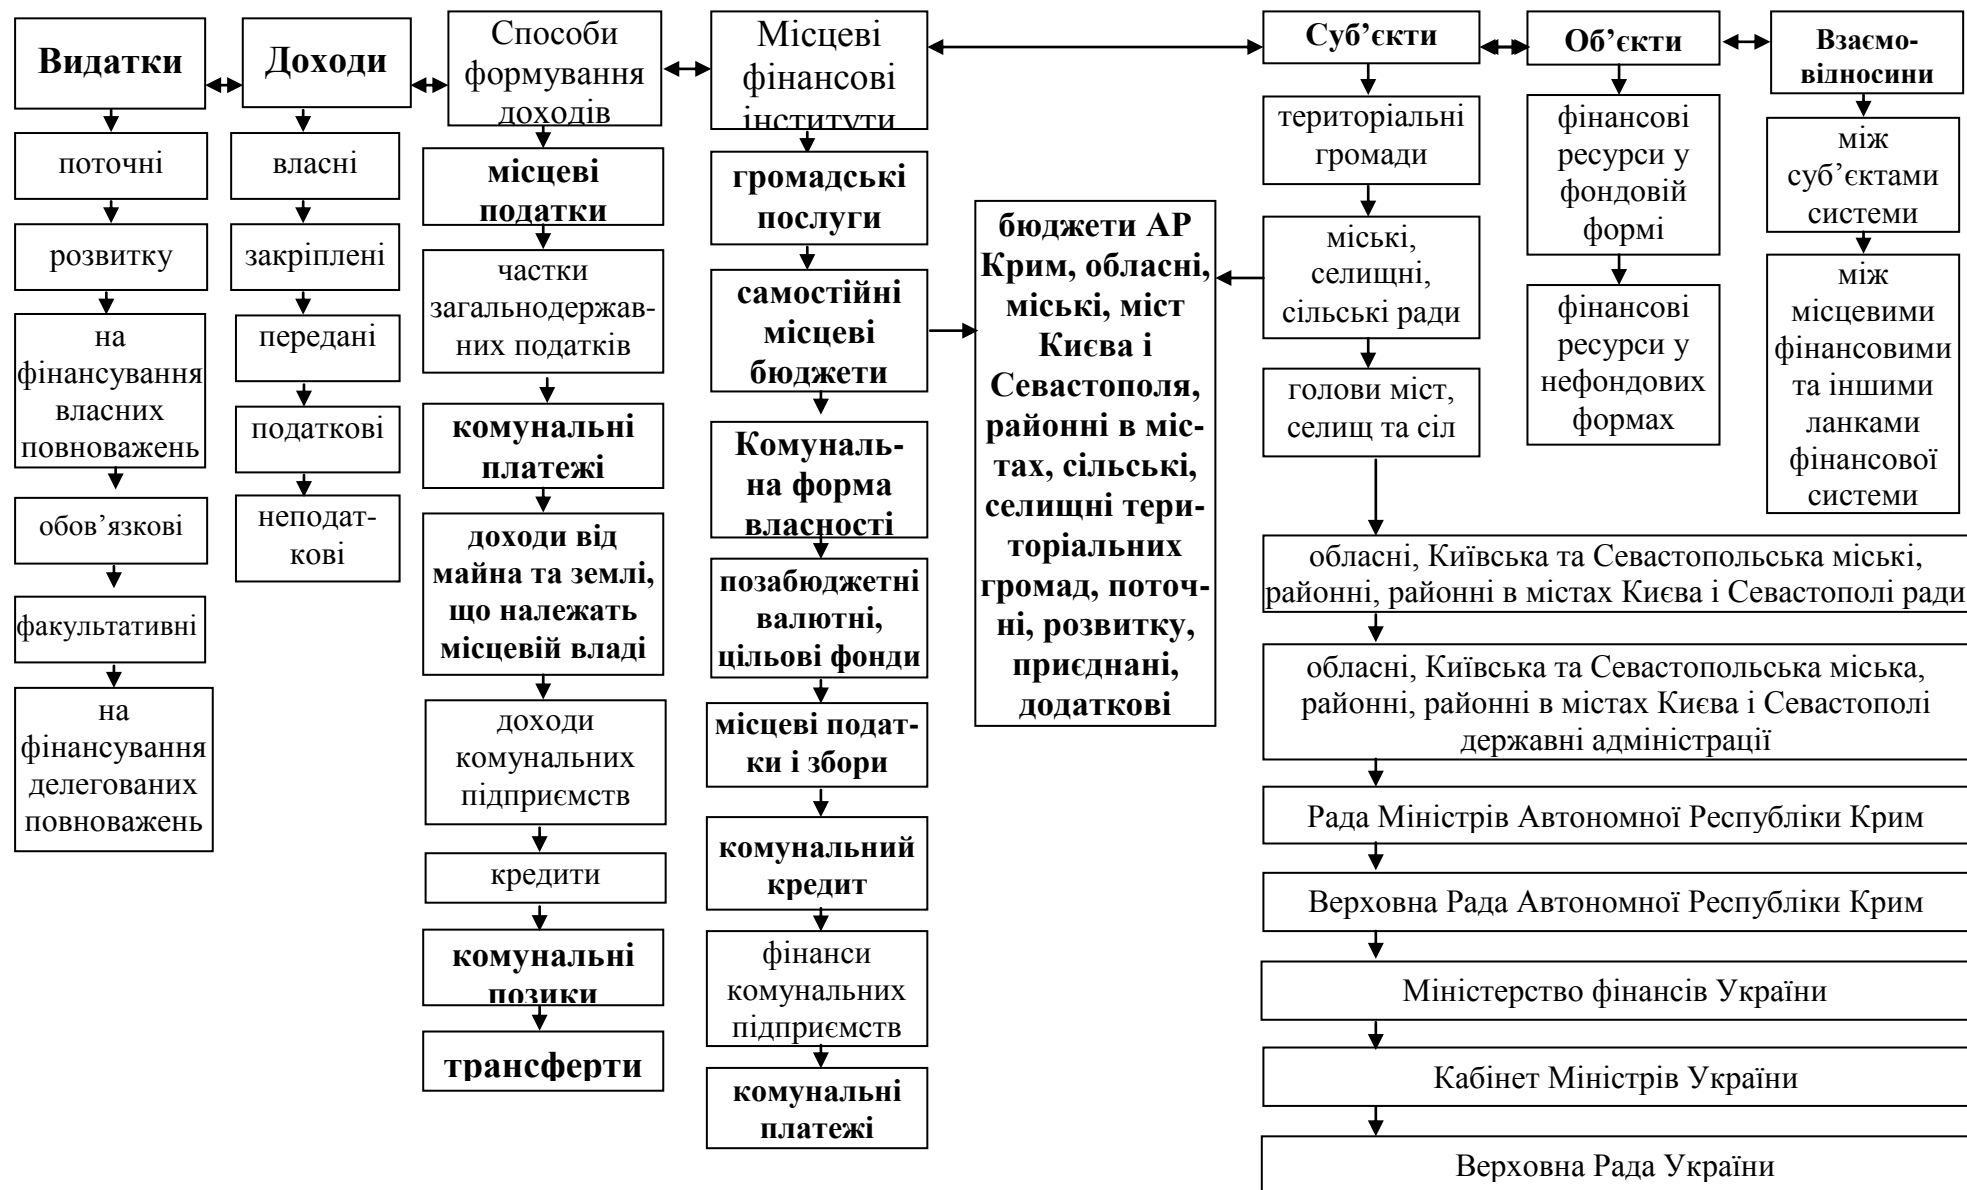 Видатки
поточні
розвитку
на
фінансування
власних
повноважень
обов’язкові
факультативні
на
фінансування
делегованих
повноважень
Доходи
власні
закріплені
передані
податкові
неподат-
кові
Способи
формування
доходів
місцеві
податки
частки
загальнодержав-
них податків
комунальні
платежі
доходи від
майна та землі,
що належать
місцевій владі
доходи
комунальних
підприємств
кредити
комунальні
позики
трансферти
Місцеві
фінансові
інститути
громадські
послуги
самостійні
місцеві
бюджети
Комуналь-
на форма
власності
позабюджетні
валютні,
цільові фонди
місцеві подат-
ки і збори
комунальний
кредит
фінанси
комунальних
підприємств
комунальні
платежі
бюджети АР
Крим, обласні,
міські, міст
Києва і
Севастополя,
районні в міс-
тах, сільські,
селищні тери-
торіальних
громад, поточ-
ні, розвитку,
приєднані,
додаткові
Суб’єкти
територіальні
громади
міські,
селищні,
сільські ради
голови міст,
селищ та сіл
обласні, Київська та Севастопольська міські,
районні, районні в містах Києва і Севастополі ради
обласні, Київська та Севастопольська міська,
районні, районні в містах Києва і Севастополі
державні адміністрації
Рада Міністрів Автономної Республіки Крим
Верховна Рада Автономної Республіки Крим
Міністерство фінансів України
Кабінет Міністрів України
Верховна Рада України
Об’єкти
фінансові
ресурси у
фондовій
формі
фінансові
ресурси у
нефондових
формах
Взаємо-
відносини
між
суб’єктами
системи
між
місцевими
фінансовими
та іншими
ланками
фінансової
системи